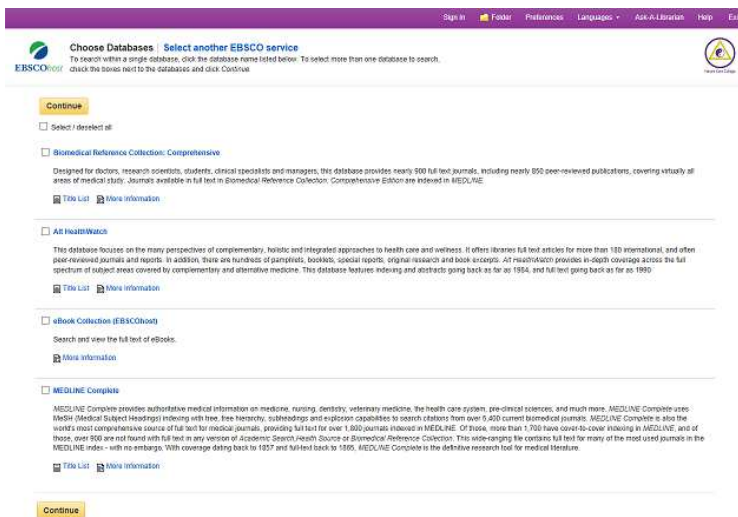 Sign In Folder Preferences Languages Ask-A-Librarian Help
Choose Databases Select another EBSCO service
To search within a single database, click the database name listed below. To select more than one database to search,
check the boxes next to the databases and click Continue.
EBSCOhost
Continue
Select / deselect all
Biomedical Reference Collection: Comprehensive
Designed for doctors, research scientists, students, clinical specialists and managers, this database provides nearly 900 full text journals, including nearly 850 peer-reviewed publications, covering virtually all
areas of medical study. Journals available in full text in Biomedical Reference Collection: Comprehensive Edition are indexed in MEDLINE.
Title List More Information
Alt HealthWatch
This database focuses on the many perspectives of complementary, holistic and integrated approaches to health care and wellness. It offers libraries full text articles for more than 180 international, and often
peer-reviewed journals and reports. In addition, there are hundreds of pamphlets, booklets, special reports, original research and book excerpts. Alt HealthWatch provides in-depth coverage across the full
spectrum of subject areas covered by complementary and alternative medicine. This database features indexing and abstracts going back as far as 1984, and full text going back as far as 1990
Title List More Information
eBook Collection (EBSCOhost)
Search and view the full text of eBooks.
More Information
MEDLINE Complete
MEDLINE Complete provides authoritative medical information on medicine, nursing, dentistry, veterinary medicine, the health care system, pre-clinical sciences, and much more. MEDLINE Complete uses
MeSH (Medical Subject Headings) indexing with tree, tree hierarchy, subheadings and explosion capabilities to search citations from over 5,400 current biomedical journals. MEDLINE Complete is also the
world's most comprehensive source of full text for medical journals, providing full text for over 1,800 journals indexed in MEDLINE. Of those, more than 1,700 have cover-to-cover indexing in MEDLINE, and of
those, over 900 are not found with full text in any version of Academic Search, Health Source or Biomedical Reference Collection. This wide-ranging file contains full text for many of the most used journals in the
MEDLINE index - with no embargo. With coverage dating back to 1857 and full-text back to 1865, MEDLINE Complete is the definitive research tool for medical literature.
Title List More Information
Continue